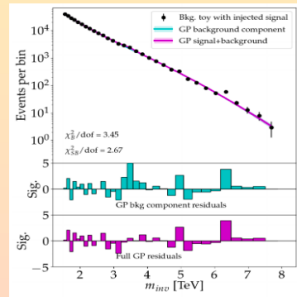 Bkg. toy with injected signal
GP background component
GP signal+background
Events per bin
10⁴
10³
10²
10¹
10⁰
χ²_B/dof = 3.45
χ²_SB/dof = 2.67
Sig.
5
0
GP bkg component residuals
Sig.
5
0
−5
Full GP residuals
2 3 4 5 6 7 8
m_inv [TeV]